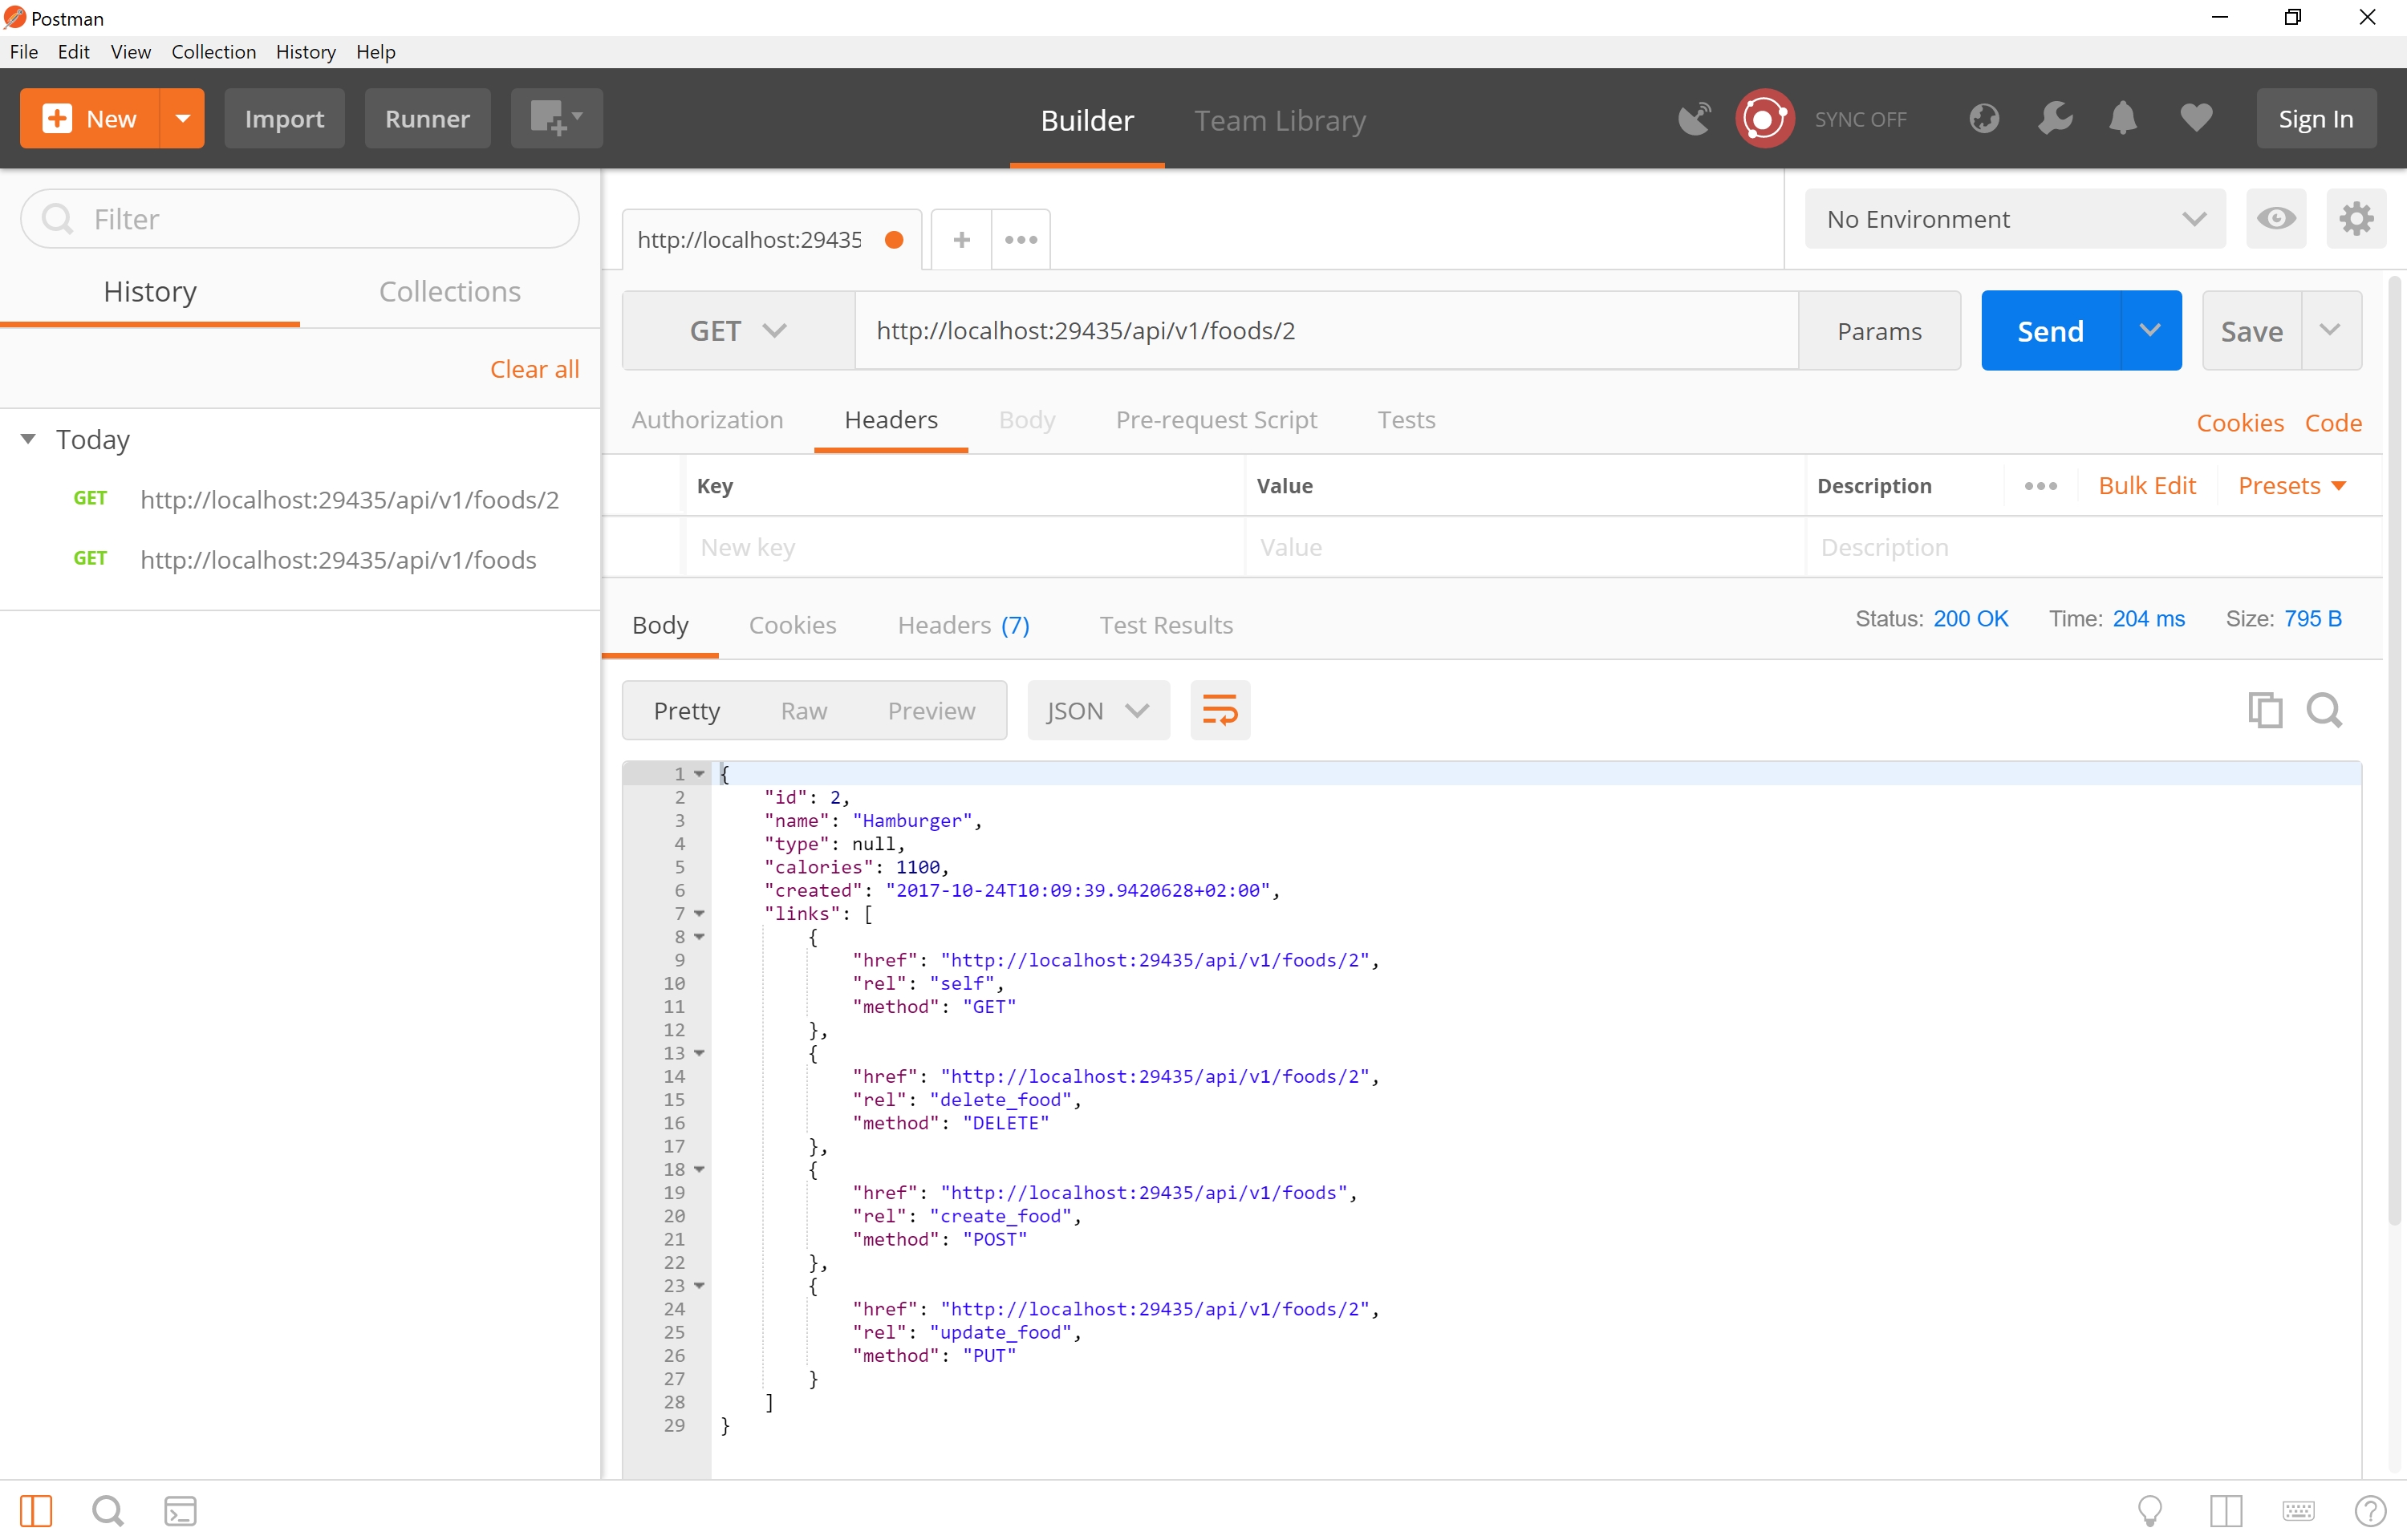 Postman
File Edit View Collection History Help
New Import Runner Builder Team Library SYNC OFF Sign In
Filter
History Collections
Clear all
Today
GET http://localhost:29435/api/v1/foods/2
GET http://localhost:29435/api/v1/foods
http://localhost:29435 + •••
No Environment
GET http://localhost:29435/api/v1/foods/2 Params Send Save
Authorization Headers Body Pre-request Script Tests Cookies Code
Key Value Description ••• Bulk Edit Presets
New key Value Description
Body Cookies Headers (7) Test Results Status: 200 OK Time: 204 ms Size: 795 B
Pretty Raw Preview JSON
1 {
2 "id": 2,
3 "name": "Hamburger",
4 "type": null,
5 "calories": 1100,
6 "created": "2017-10-24T10:09:39.9420628+02:00",
7 "links": [
8 {
9 "href": "http://localhost:29435/api/v1/foods/2",
10 "rel": "self",
11 "method": "GET"
12 },
13 {
14 "href": "http://localhost:29435/api/v1/foods/2",
15 "rel": "delete_food",
16 "method": "DELETE"
17 },
18 {
19 "href": "http://localhost:29435/api/v1/foods",
20 "rel": "create_food",
21 "method": "POST"
22 },
23 {
24 "href": "http://localhost:29435/api/v1/foods/2",
25 "rel": "update_food",
26 "method": "PUT"
27 }
28 ]
29 }